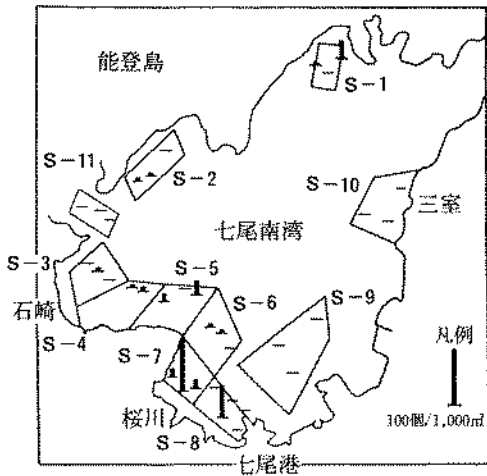 能登島
S-1
S-11
S-2
S-10
三室
七尾南湾
S-3
S-5
石崎
S-6
S-9
S-4
凡例
S-7
100個/1,000㎡
桜川
S-8
七尾港